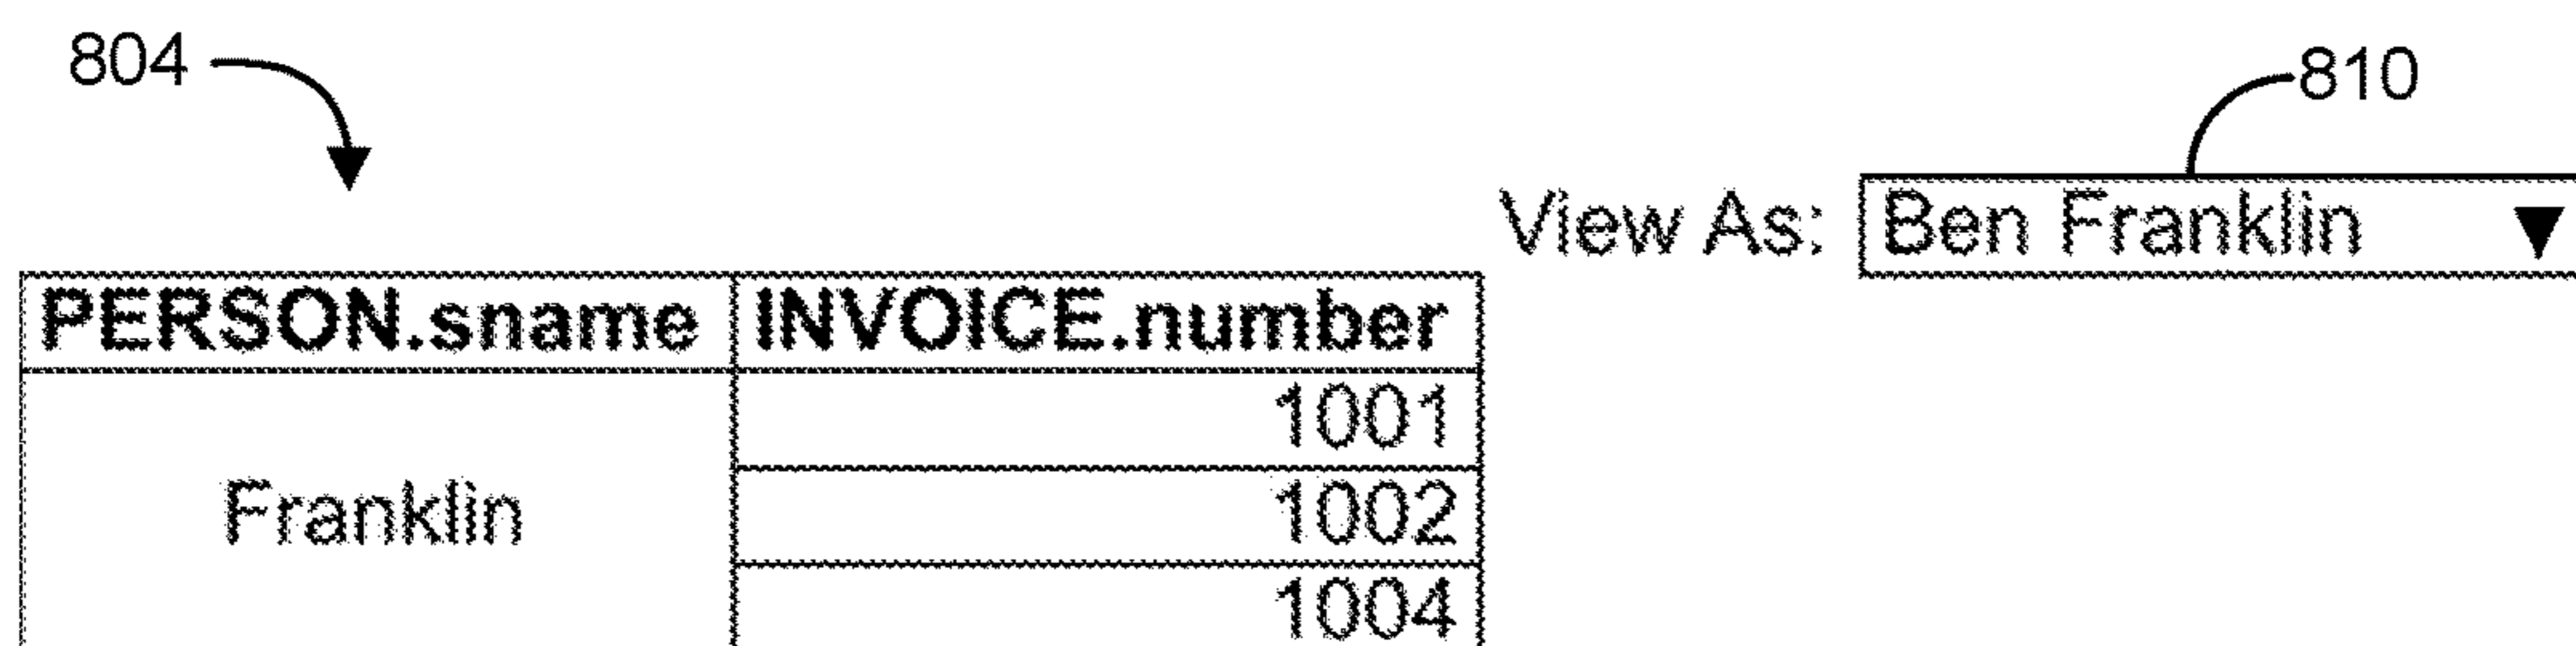 804
810
View As: Ben Franklin ▼
PERSON.sname INVOICE.number
1001
Franklin 1002
1004